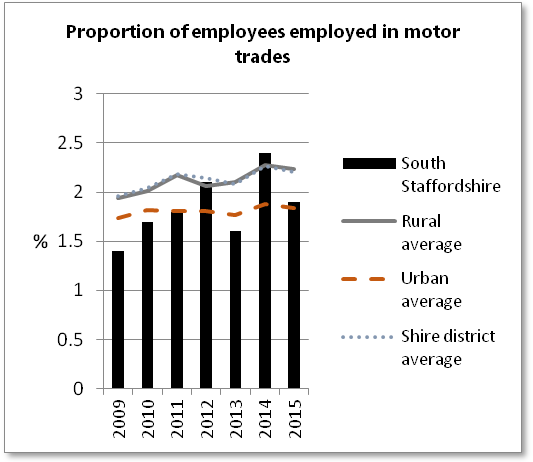 Proportion of employees employed in motor
trades
3
2.5
2
1.5
1
0.5
0
%
2009
2010
2011
2012
2013
2014
2015
South
Staffordshire
Rural
average
Urban
average
Shire district
average